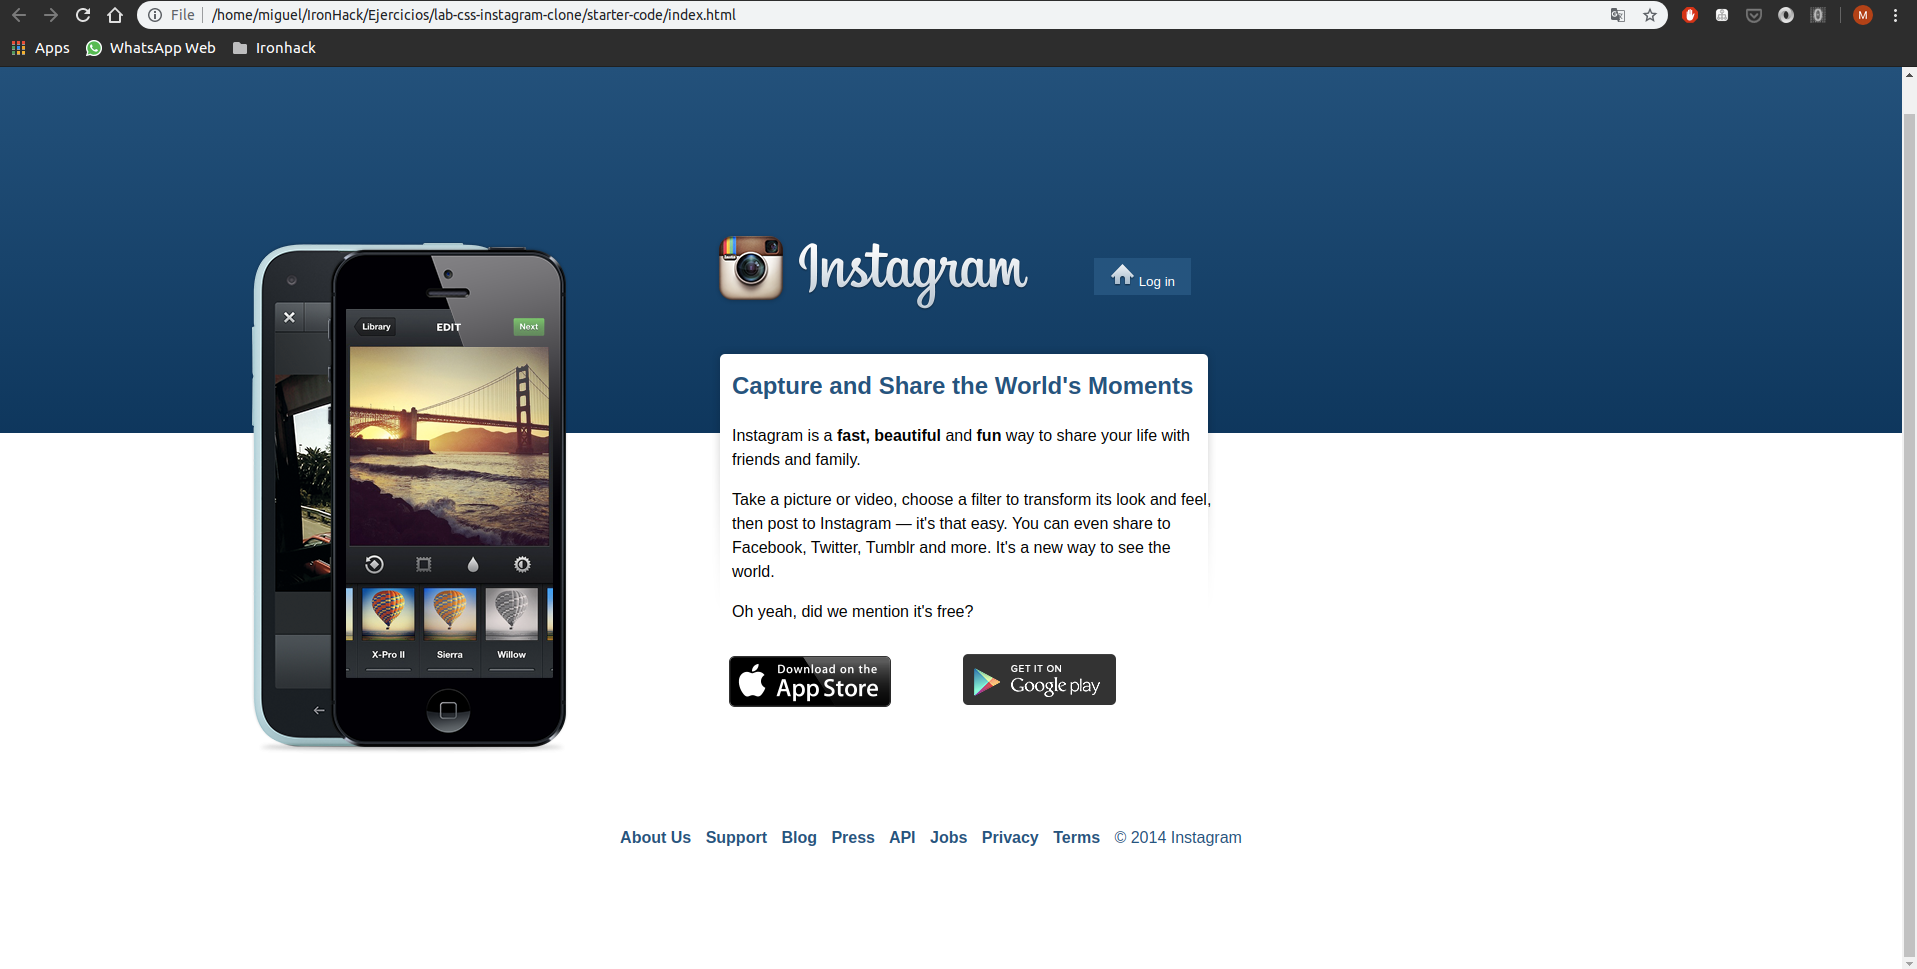 File
/home/miguel/IronHack/Ejercicios/lab-css-instagram-clone/starter-code/index.html
M
Apps
WhatsApp Web
Ironhack
Instagram
Log in
Library
EDIT
Next
X-Pro II
Sierra
Willow
Capture and Share the World's Moments
Instagram is a fast, beautiful and fun way to share your life with
friends and family.
Take a picture or video, choose a filter to transform its look and feel,
then post to Instagram — it's that easy. You can even share to
Facebook, Twitter, Tumblr and more. It's a new way to see the
world.
Oh yeah, did we mention it's free?
Download on the
App Store
GET IT ON
Google play
About Us Support Blog Press API Jobs Privacy Terms © 2014 Instagram